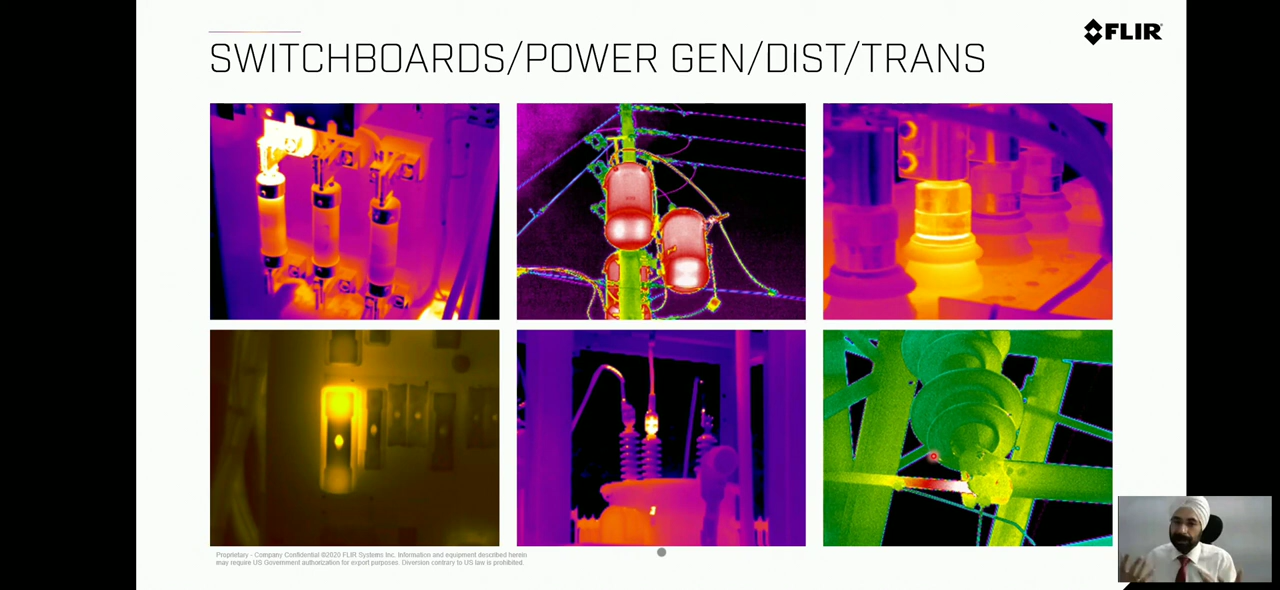 FLIR
SWITCHBOARDS/POWER GEN/DIST/TRANS
Proprietary - Company Confidential ©2020 FLIR Systems Inc. Information and equipment described herein
may require US Government authorization for export purposes. Diversion contrary to US law is prohibited.